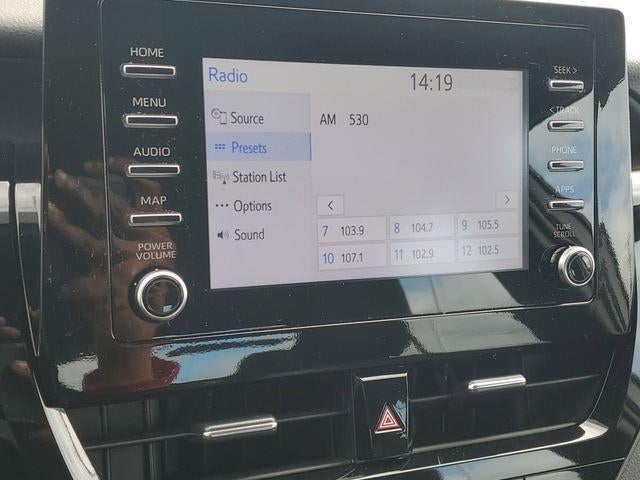 HOME
MENU
AUDIO
MAP
POWER
VOLUME
Radio
14:19
Source
Presets
Station List
Options
Sound
AM 530
<
>
7 103.9
8 104.7
9 105.5
10 107.1
11 102.9
12 102.5
SEEK >
< TRACK
PHONE
APPS
TUNE
SCROLL